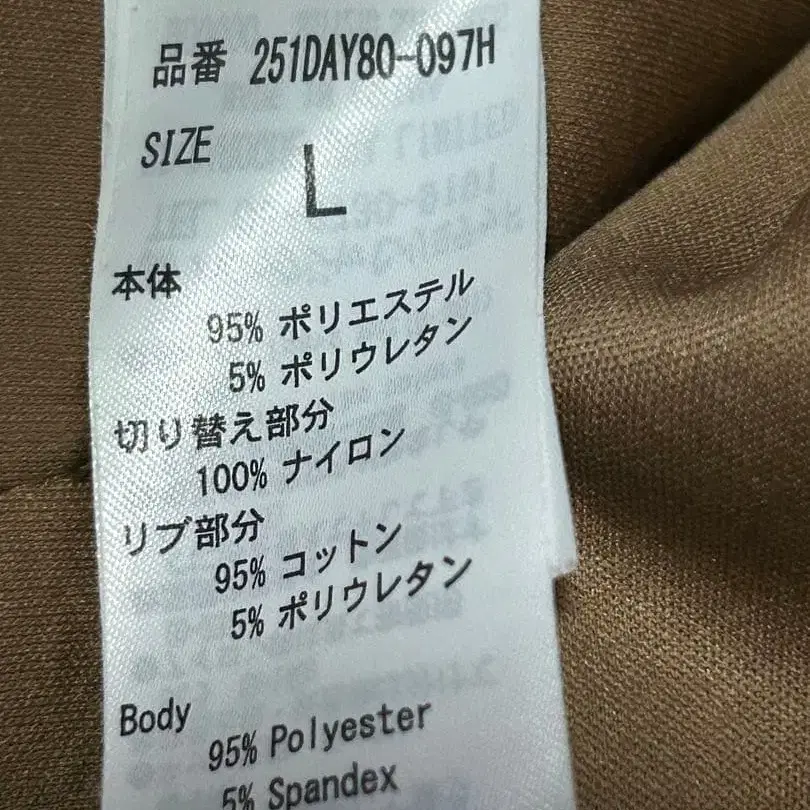 品番 251DAY80-097H
SIZE
L
本体
95% ポリエステル
5% ポリウレタン
切り替え部分
100% ナイロン
リブ部分
95% コットン
5% ポリウレタン
Body
95% Polyester
5% Spandex